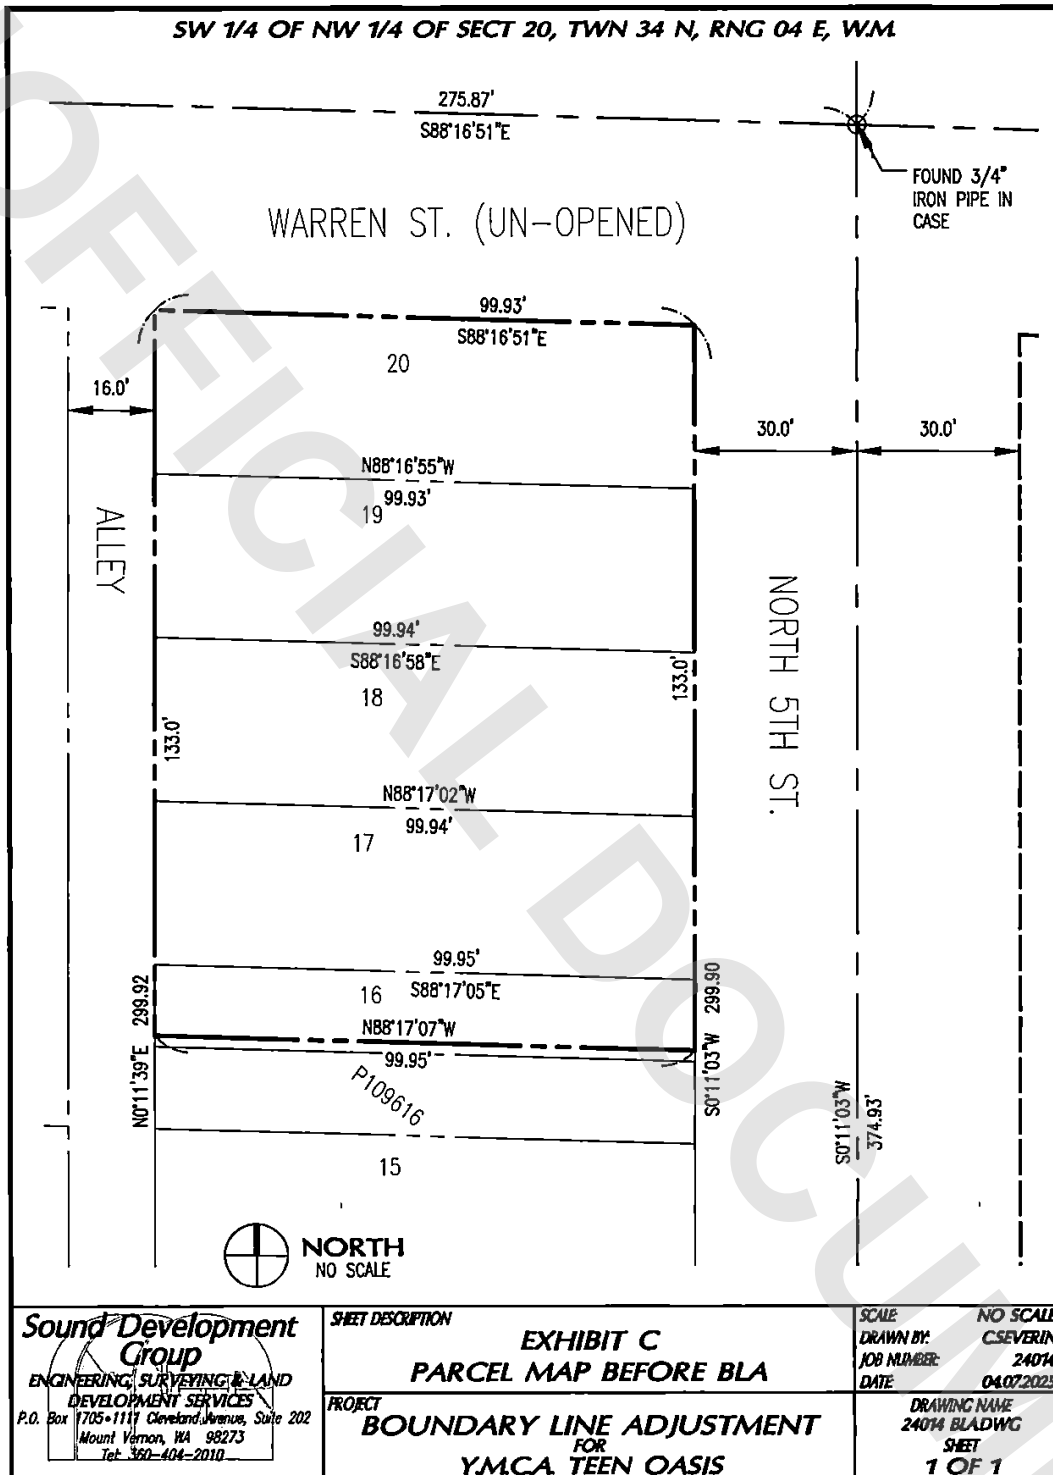 SW 1/4 OF NW 1/4 OF SECT 20, TWN 34 N, RNG 04 E, W.M.
275.87'
S88°16'51"E
FOUND 3/4"
IRON PIPE IN
CASE
WARREN ST. (UN-OPENED)
99.93'
S88°16'51"E
20
16.0'
30.0'
30.0'
N88°16'55"W
99.93'
19
ALLEY
NORTH 5TH ST.
99.94'
S88°16'58"E
18
133.0'
133.0'
N88°17'02"W
99.94'
17
99.95'
S88°17'05"E
16
N88°17'07"W
99.95'
N0°11'39"E 299.92
S0°11'03"W 299.90
P109616
S0°11'03"W
374.93'
15
NORTH
NO SCALE
Sound Development
Group
ENGINEERING, SURVEYING & LAND
DEVELOPMENT SERVICES
P.O. Box 1705•1111 Cleveland Avenue, Suite 202
Mount Vernon, WA 98273
Tel: 360-404-2010
SHEET DESCRIPTION
EXHIBIT C
PARCEL MAP BEFORE BLA
PROJECT
BOUNDARY LINE ADJUSTMENT
FOR
Y.M.C.A. TEEN OASIS
SCALE: NO SCALE
DRAWN BY: CSEVERIN
JOB NUMBER: 24014
DATE 04.07.2025
DRAWING NAME
24014 BLA.DWG
SHEET
1 OF 1
OFFICIAL DOCUM